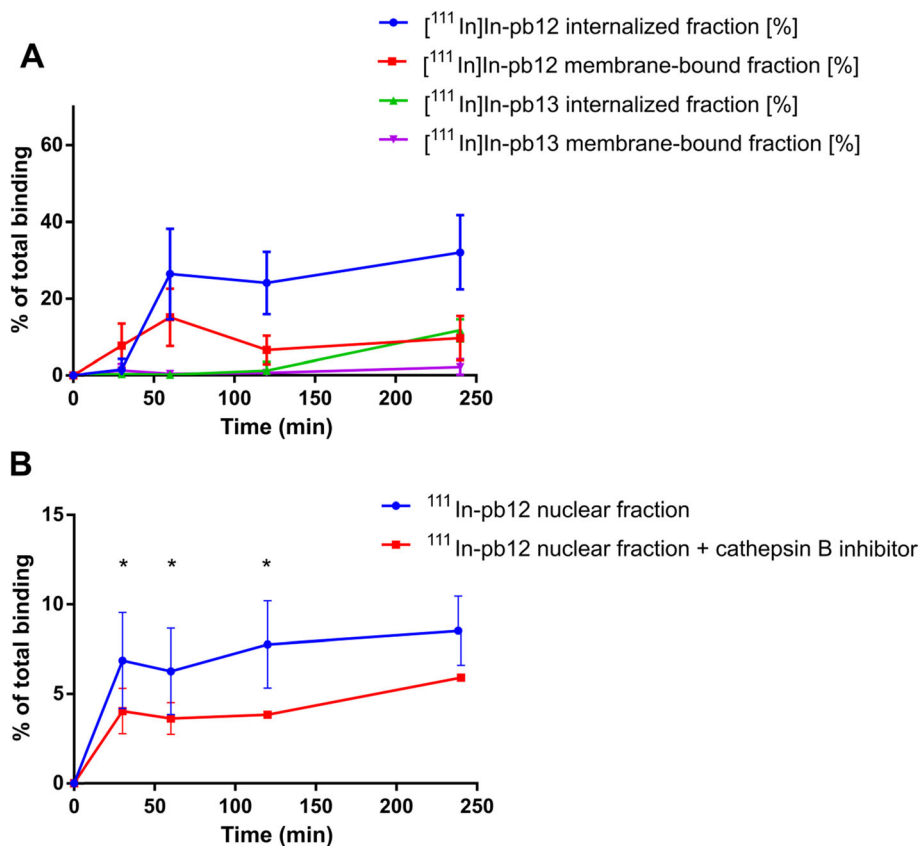 A
[¹¹¹In]In-pb12 internalized fraction [%]
[¹¹¹In]In-pb12 membrane-bound fraction [%]
[¹¹¹In]In-pb13 internalized fraction [%]
[¹¹¹In]In-pb13 membrane-bound fraction [%]
% of total binding
60
40
20
0
0 50 100 150 200 250
Time (min)
B
¹¹¹In-pb12 nuclear fraction
¹¹¹In-pb12 nuclear fraction + cathepsin B inhibitor
% of total binding
15
10
5
0
* * *
0 50 100 150 200 250
Time (min)